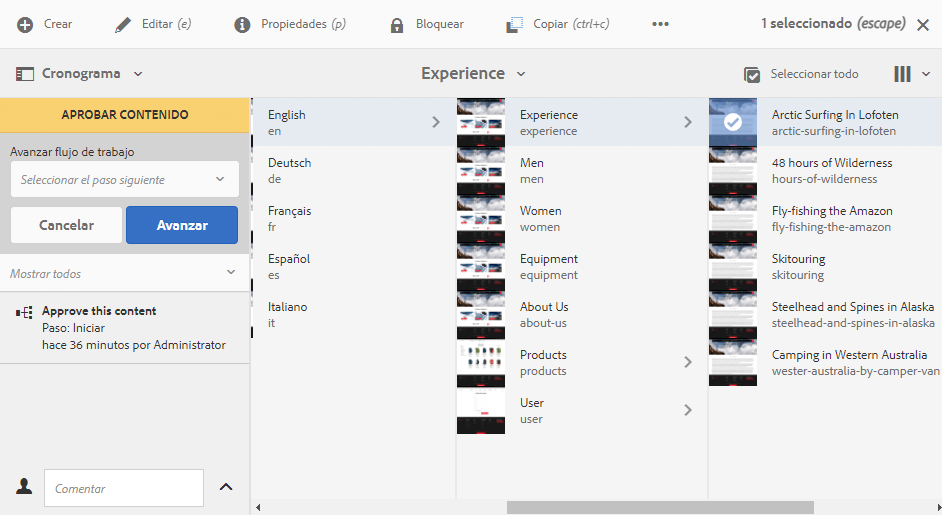 Crear
Editar (e)
Propiedades (p)
Bloquear
Copiar (ctrl+c)
1 seleccionado (escape)
Cronograma
Experience
Seleccionar todo
APROBAR CONTENIDO
Avanzar flujo de trabajo
Seleccionar el paso siguiente
Cancelar
Avanzar
Mostrar todos
Approve this content
Paso: Iniciar
hace 36 minutos por Administrator
Comentar
English
en
Deutsch
de
Français
fr
Español
es
Italiano
it
Experience
experience
Men
men
Women
women
Equipment
equipment
About Us
about-us
Products
products
User
user
Arctic Surfing In Lofoten
arctic-surfing-in-lofoten
48 hours of Wilderness
hours-of-wilderness
Fly-fishing the Amazon
fly-fishing-the-amazon
Skitouring
skitouring
Steelhead and Spines in Alaska
steelhead-and-spines-in-alaska
Camping in Western Australia
wester-australia-by-camper-van